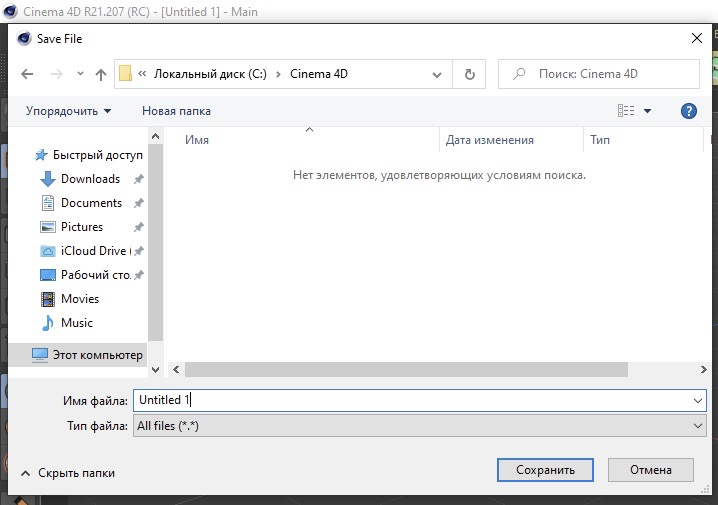 Cinema 4D R21.207 (RC) - [Untitled 1] - Main
Save File
« Локальный диск (C:) › Cinema 4D
Поиск: Cinema 4D
Упорядочить
Новая папка
?
Имя
Дата изменения
Тип
Быстрый доступ
Downloads
Documents
Pictures
iCloud Drive (
Рабочий сто.
Movies
Music
Этот компьютер
Нет элементов, удовлетворяющих условиям поиска.
Имя файла: Untitled 1
Тип файла: All files (*.*)
Скрыть папки
Сохранить
Отмена